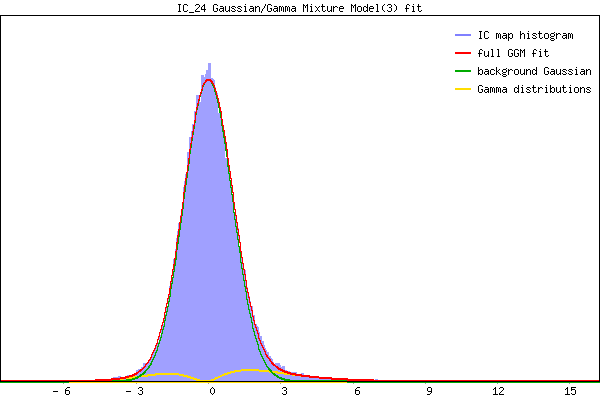 IC_24 Gaussian/Gamma Mixture Model(3) fit
IC map histogram
full GGM fit
background Gaussian
Gamma distributions
-6 -3 0 3 6 9 12 15